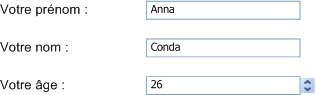 Votre prénom : Anna
Votre nom : Conda
Votre âge : 26